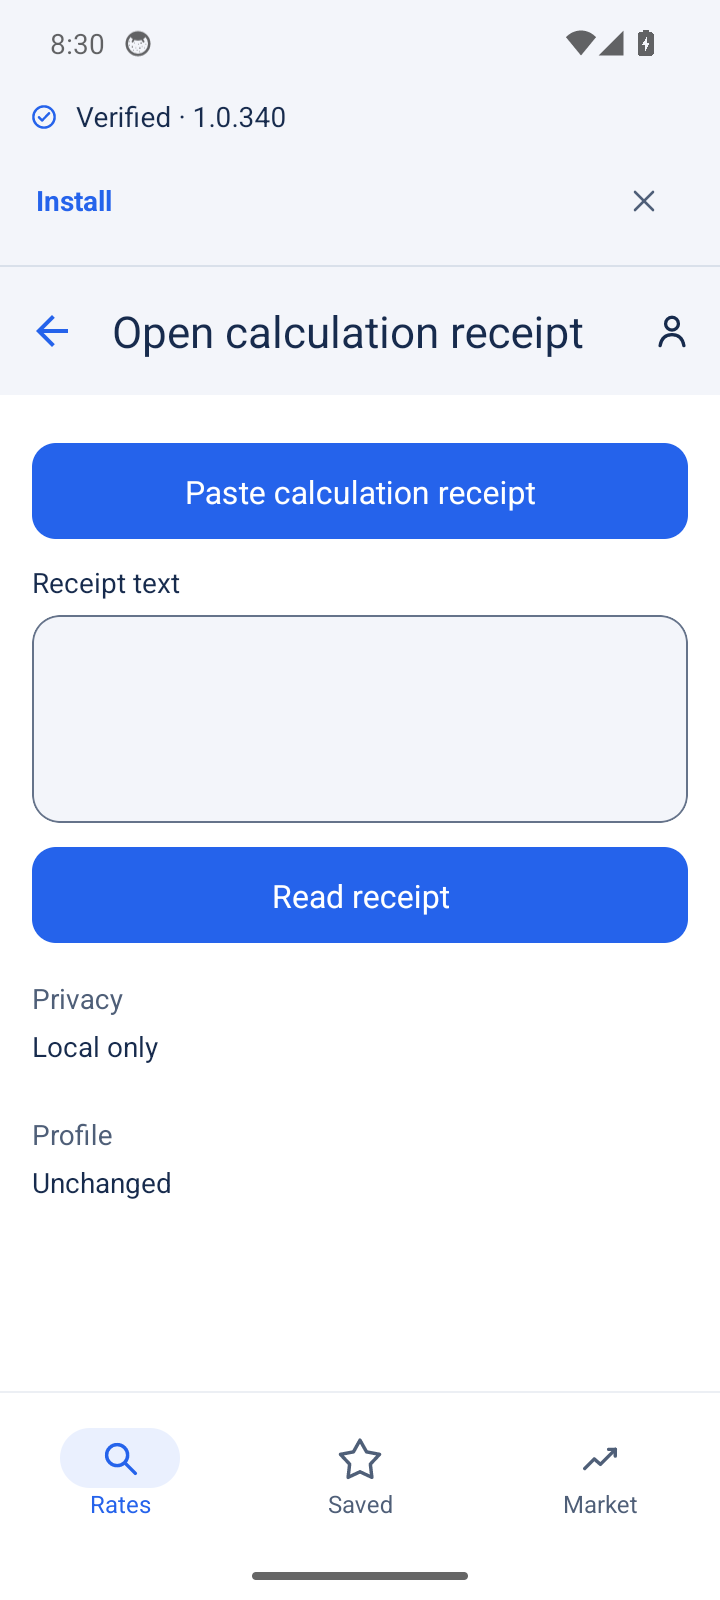 8:30
Verified · 1.0.340
Install
Open calculation receipt
Paste calculation receipt
Receipt text
Read receipt
Privacy
Local only
Profile
Unchanged
Rates
Saved
Market